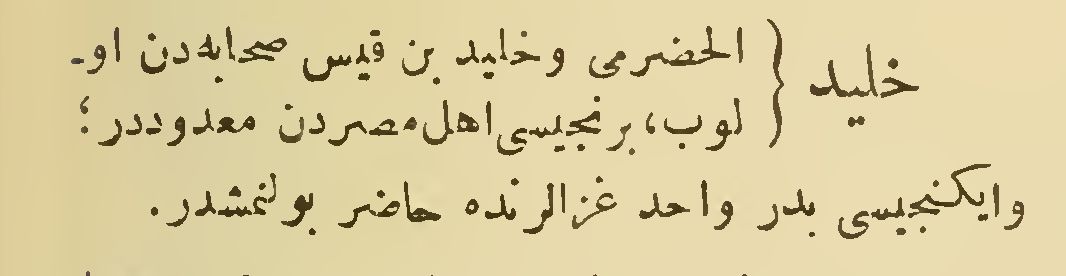 خليد { الحضرمی وخليد بن قيس صحابه‌دن او-
لوب، برنجيسی اهل مصردن معدوددر؛
وايكنجيسی بدر واحد غزالرنده حاضر بولنمشدر.